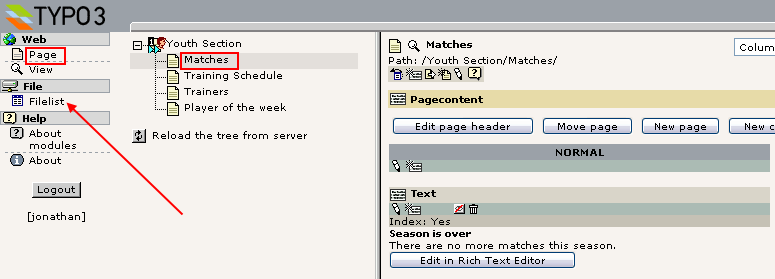 TYPO3
Web
Page
View
File
Filelist
Help
About
modules
About
Logout
[jonathan]
Youth Section
Matches
Training Schedule
Trainers
Player of the week
Reload the tree from server
Matches
Path: /Youth Section/Matches/
Colum
Pagecontent
Edit page header
Move page
New page
New c
NORMAL
Text
Index: Yes
Season is over
There are no more matches this season.
Edit in Rich Text Editor